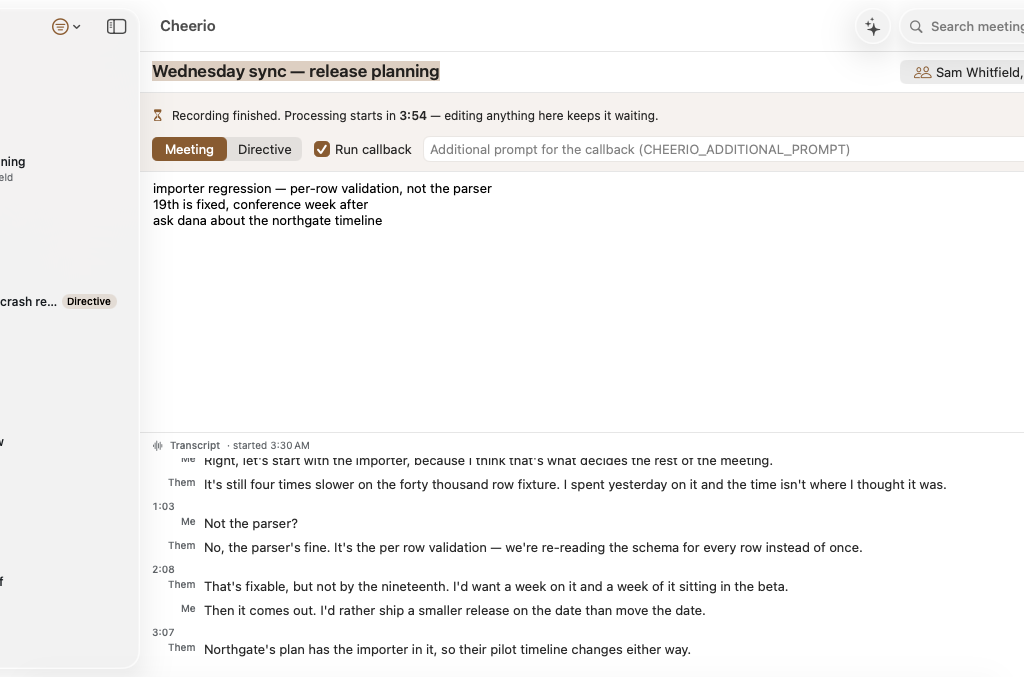 Cheerio
Search meeting
Wednesday sync — release planning
Sam Whitfield,
Recording finished. Processing starts in 3:54 — editing anything here keeps it waiting.
Meeting Directive Run callback Additional prompt for the callback (CHEERIO_ADDITIONAL_PROMPT)
ning
eld
crash re... Directive
importer regression — per-row validation, not the parser
19th is fixed, conference week after
ask dana about the northgate timeline
Transcript · started 3:30 AM
Me Right, let's start with the importer, because I think that's what decides the rest of the meeting.
Them It's still four times slower on the forty thousand row fixture. I spent yesterday on it and the time isn't where I thought it was.
1:03
Me Not the parser?
Them No, the parser's fine. It's the per row validation — we're re-reading the schema for every row instead of once.
2:08
Them That's fixable, but not by the nineteenth. I'd want a week on it and a week of it sitting in the beta.
Me Then it comes out. I'd rather ship a smaller release on the date than move the date.
3:07
Them Northgate's plan has the importer in it, so their pilot timeline changes either way.